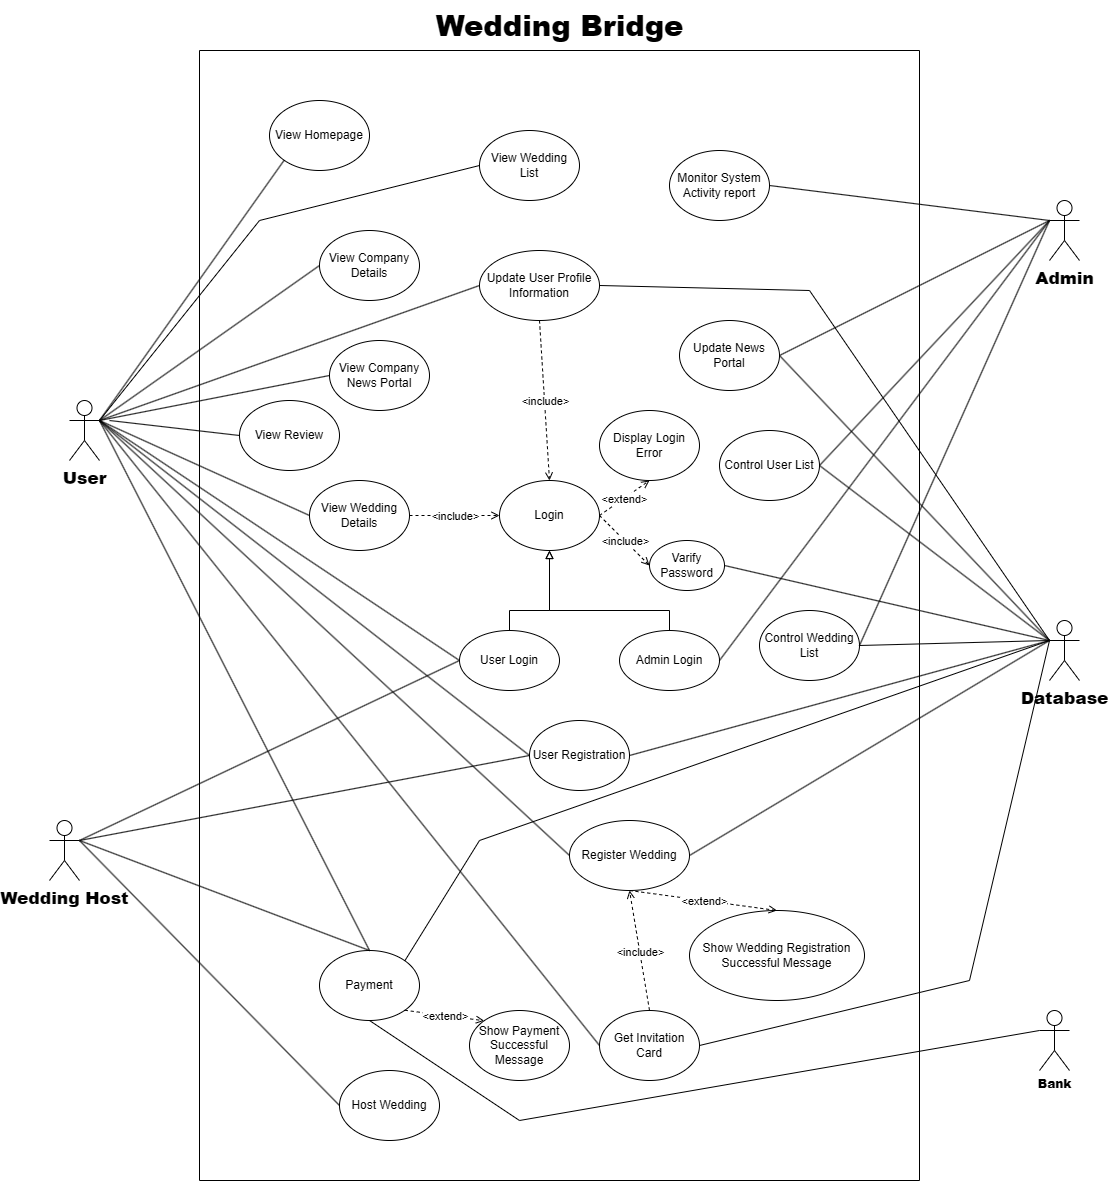 Wedding Bridge
View Homepage
View Wedding
List
Monitor System
Activity report
Admin
View Company
Details
Update User Profile
Information
Update News
Portal
View Company
News Portal
<include>
User
View Review
Display Login
Error
Control User List
View Wedding
Details
<include>
Login
<extend>
<include>
Varify
Password
User Login
Admin Login
Control Wedding
List
Database
User Registration
Wedding Host
Register Wedding
<extend>
Show Wedding Registration
Successful Message
<include>
Payment
<extend>
Show Payment
Successful
Message
Get Invitation
Card
Bank
Host Wedding